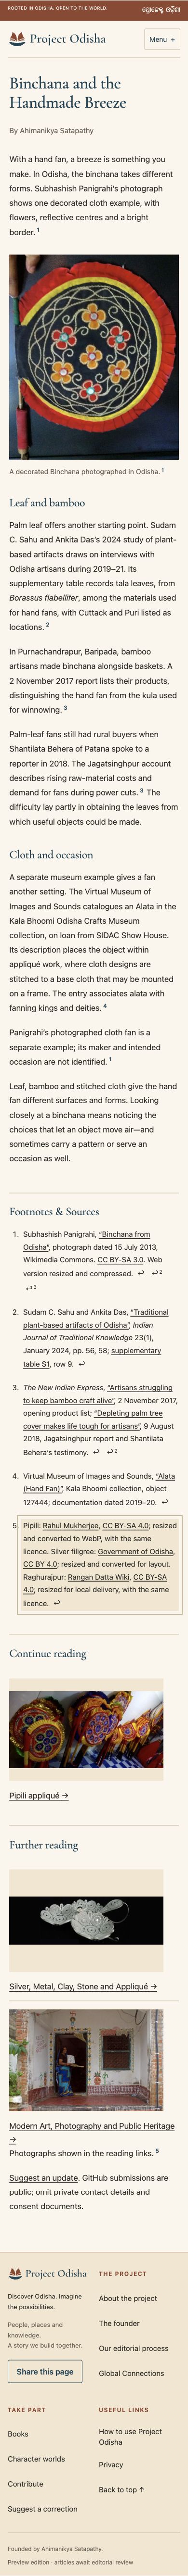 ROOTED IN ODISHA. OPEN TO THE WORLD.
ପ୍ରୋଜେକ୍ଟ ଓଡ଼ିଶା
Project Odisha
Menu +
Binchana and the
Handmade Breeze
By Ahimanikya Satapathy
With a hand fan, a breeze is something you
make. In Odisha, the binchana takes different
forms. Subhashish Panigrahi's photograph
shows one decorated cloth example, with
flowers, reflective centres and a bright
border. 1
A decorated Binchana photographed in Odisha. 1
Leaf and bamboo
Palm leaf offers another starting point. Sudam
C. Sahu and Ankita Das's 2024 study of plant-
based artifacts draws on interviews with
Odisha artisans during 2019–21. Its
supplementary table records tala leaves, from
Borassus flabellifer, among the materials used
for hand fans, with Cuttack and Puri listed as
locations. 2
In Purnachandrapur, Baripada, bamboo
artisans made binchana alongside baskets. A
2 November 2017 report lists their products,
distinguishing the hand fan from the kula used
for winnowing. 3
Palm-leaf fans still had rural buyers when
Shantilata Behera of Patana spoke to a
reporter in 2018. The Jagatsinghpur account
describes rising raw-material costs and
demand for fans during power cuts. 3 The
difficulty lay partly in obtaining the leaves from
which useful objects could be made.
Cloth and occasion
A separate museum example gives a fan
another setting. The Virtual Museum of
Images and Sounds catalogues an Alata in the
Kala Bhoomi Odisha Crafts Museum
collection, on loan from SIDAC Show House.
Its description places the object within
appliqué work, where cloth designs are
stitched to a base cloth that may be mounted
on a frame. The entry associates alata with
fanning kings and deities. 4
Panigrahi's photographed cloth fan is a
separate example; its maker and intended
occasion are not identified. 1
Leaf, bamboo and stitched cloth give the hand
fan different surfaces and forms. Looking
closely at a binchana means noticing the
choices that let an object move air—and
sometimes carry a pattern or serve an
occasion as well.
Footnotes & Sources
1. Subhashish Panigrahi, “Binchana from
Odisha”, photograph dated 15 July 2013,
Wikimedia Commons. CC BY-SA 3.0. Web
version resized and compressed. ↩ ↩2
↩3
2. Sudam C. Sahu and Ankita Das, “Traditional
plant-based artifacts of Odisha”, Indian
Journal of Traditional Knowledge 23(1),
January 2024, pp. 56, 58; supplementary
table S1, row 9. ↩
3. The New Indian Express, “Artisans struggling
to keep bamboo craft alive”, 2 November 2017,
opening product list; “Depleting palm tree
cover makes life tough for artisans”, 9 August
2018, Jagatsinghpur report and Shantilata
Behera's testimony. ↩ ↩2
4. Virtual Museum of Images and Sounds, “Alata
(Hand Fan)”, Kala Bhoomi collection, object
127444; documentation dated 2019–20. ↩
5. Pipili: Rahul Mukherjee, CC BY-SA 4.0; resized
and converted to WebP, with the same
licence. Silver filigree: Government of Odisha,
CC BY 4.0; resized and converted for layout.
Raghurajpur: Rangan Datta Wiki, CC BY-SA
4.0; resized for local delivery, with the same
licence. ↩
Continue reading
Pipili appliqué →
Further reading
Silver, Metal, Clay, Stone and Appliqué →
Modern Art, Photography and Public Heritage
→
Photographs shown in the reading links. 5
Suggest an update. GitHub submissions are
public; omit private contact details and
consent documents.
Project Odisha
Discover Odisha. Imagine
the possibilities.
People, places and
knowledge.
A story we build together.
Share this page
THE PROJECT
About the project
The founder
Our editorial process
Global Connections
TAKE PART
Books
Character worlds
Contribute
Suggest a correction
USEFUL LINKS
How to use Project
Odisha
Privacy
Back to top ↑
Founded by Ahimanikya Satapathy.
Preview edition · articles await editorial review